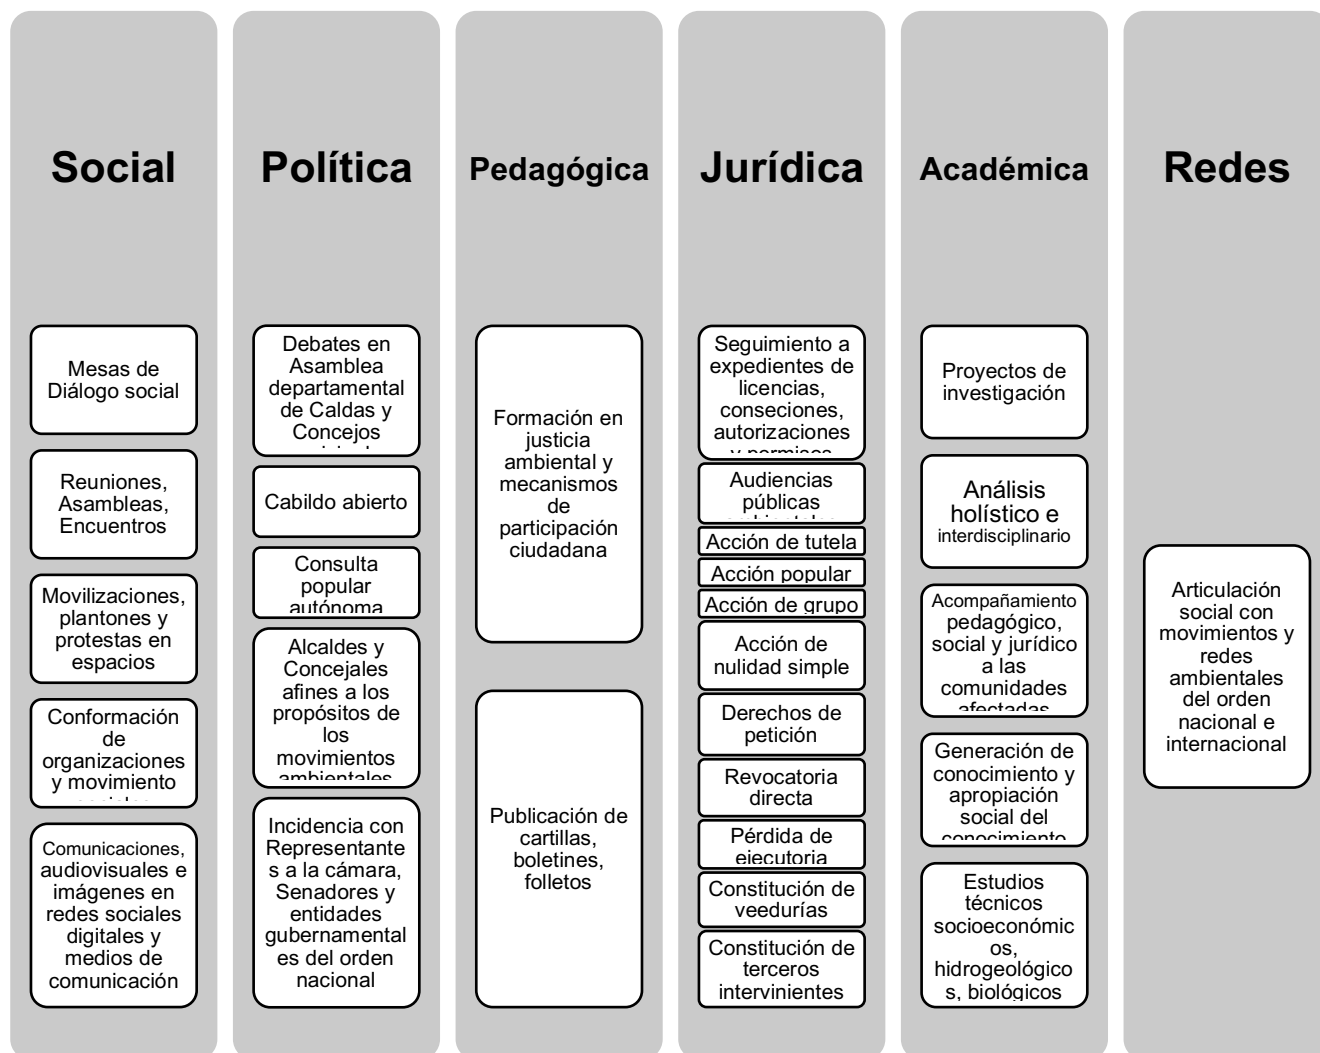 Social
Mesas de
Diálogo social
Reuniones,
Asambleas,
Encuentros
Movilizaciones,
plantones y
protestas en
espacios
Conformación
de
organizaciones
y movimiento
Comunicaciones,
audiovisuales e
imágenes en
redes sociales
digitales y
medios de
comunicación
Política
Debates en
Asamblea
departamental
de Caldas y
Concejos
Cabildo abierto
Consulta
popular
autónoma
Alcaldes y
Concejales
afines a los
propósitos de
los
movimientos
ambientales
Incidencia con
Representante
s a la cámara,
Senadores y
entidades
gubernamental
es del orden
nacional
Pedagógica
Formación en
justicia
ambiental y
mecanismos
de
participación
ciudadana
Publicación de
cartillas,
boletines,
folletos
Jurídica
Seguimiento a
expedientes de
licencias,
conseciones,
autorizaciones
y permisos
Audiencias
públicas
Acción de tutela
Acción popular
Acción de grupo
Acción de
nulidad simple
Derechos de
petición
Revocatoria
directa
Pérdida de
ejecutoria
Constitución de
veedurías
Constitución de
terceros
intervinientes
Académica
Proyectos de
investigación
Análisis
holístico e
interdisciplinario
Acompañamiento
pedagógico,
social y jurídico
a las
comunidades
afectadas
Generación de
conocimiento y
apropiación
social del
conocimiento
Estudios
técnicos
socioeconómic
os,
hidrogeológico
s, biológicos
Redes
Articulación
social con
movimientos y
redes
ambientales
del orden
nacional e
internacional